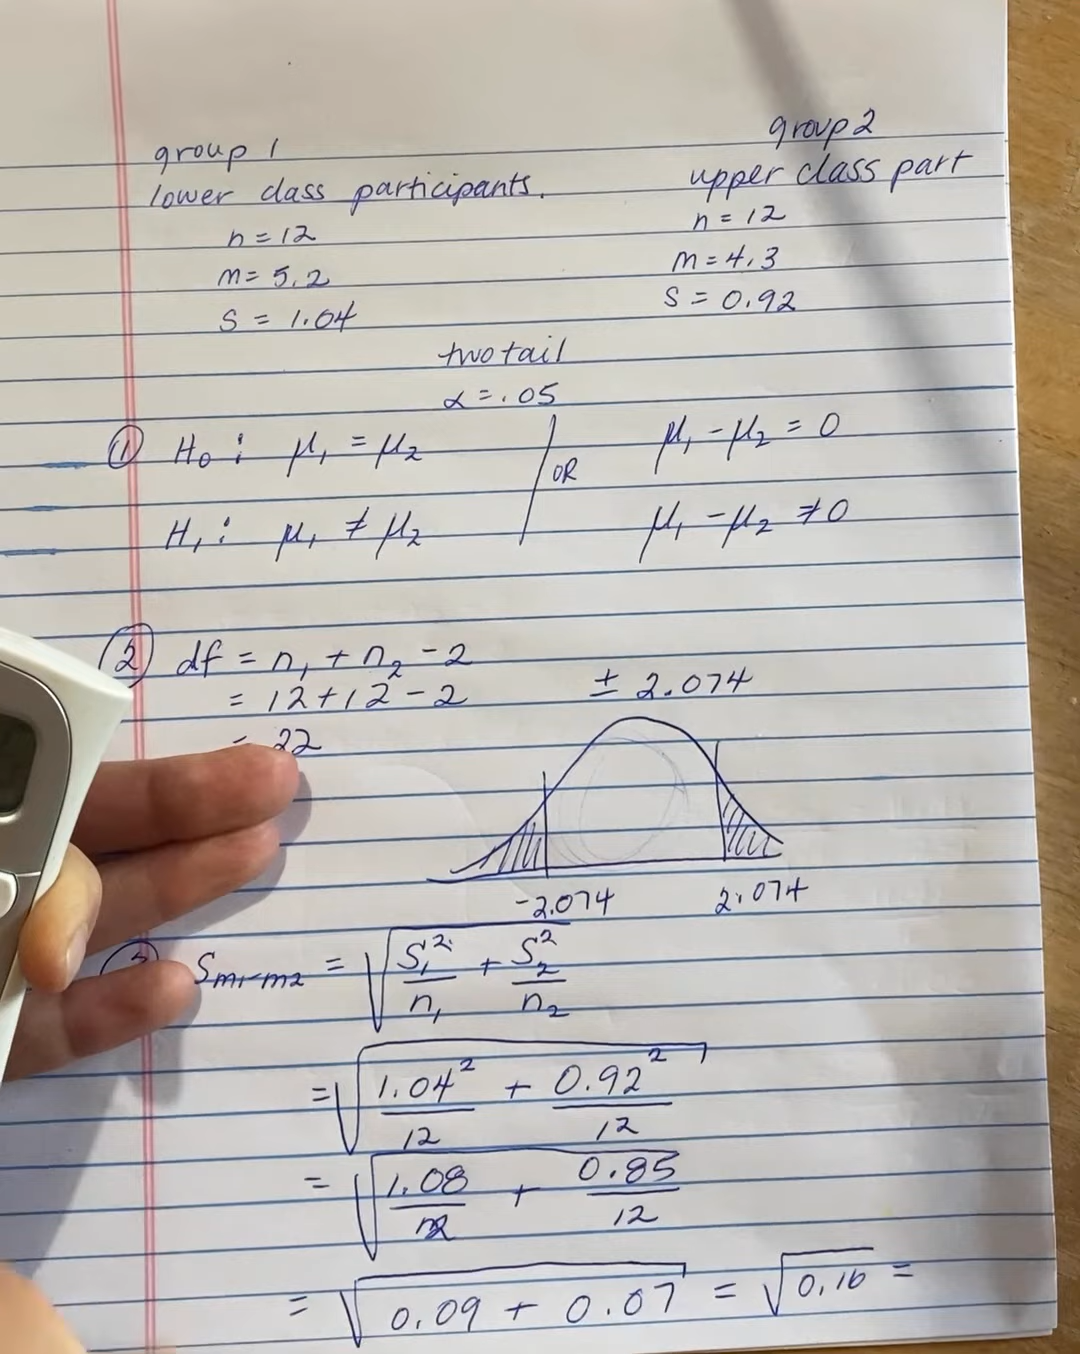 group 1
lower class participants.
n = 12
m = 5.2
s = 1.04
group 2
upper class part
n = 12
m = 4.3
s = 0.92
two tail
α = .05
① H₀ : μ₁ = μ₂ | OR μ₁ - μ₂ = 0
H₁ : μ₁ ≠ μ₂ | μ₁ - μ₂ ≠ 0
② df = n₁ + n₂ - 2
= 12 + 12 - 2
= 22
± 2.074
-2.074 2.074
S m₁-m₂ = √(S₁²/n₁ + S₂²/n₂)
= √(1.04²/12 + 0.92²/12)
= √(1.08/12 + 0.85/12)
= √(0.09 + 0.07) = √0.16 =